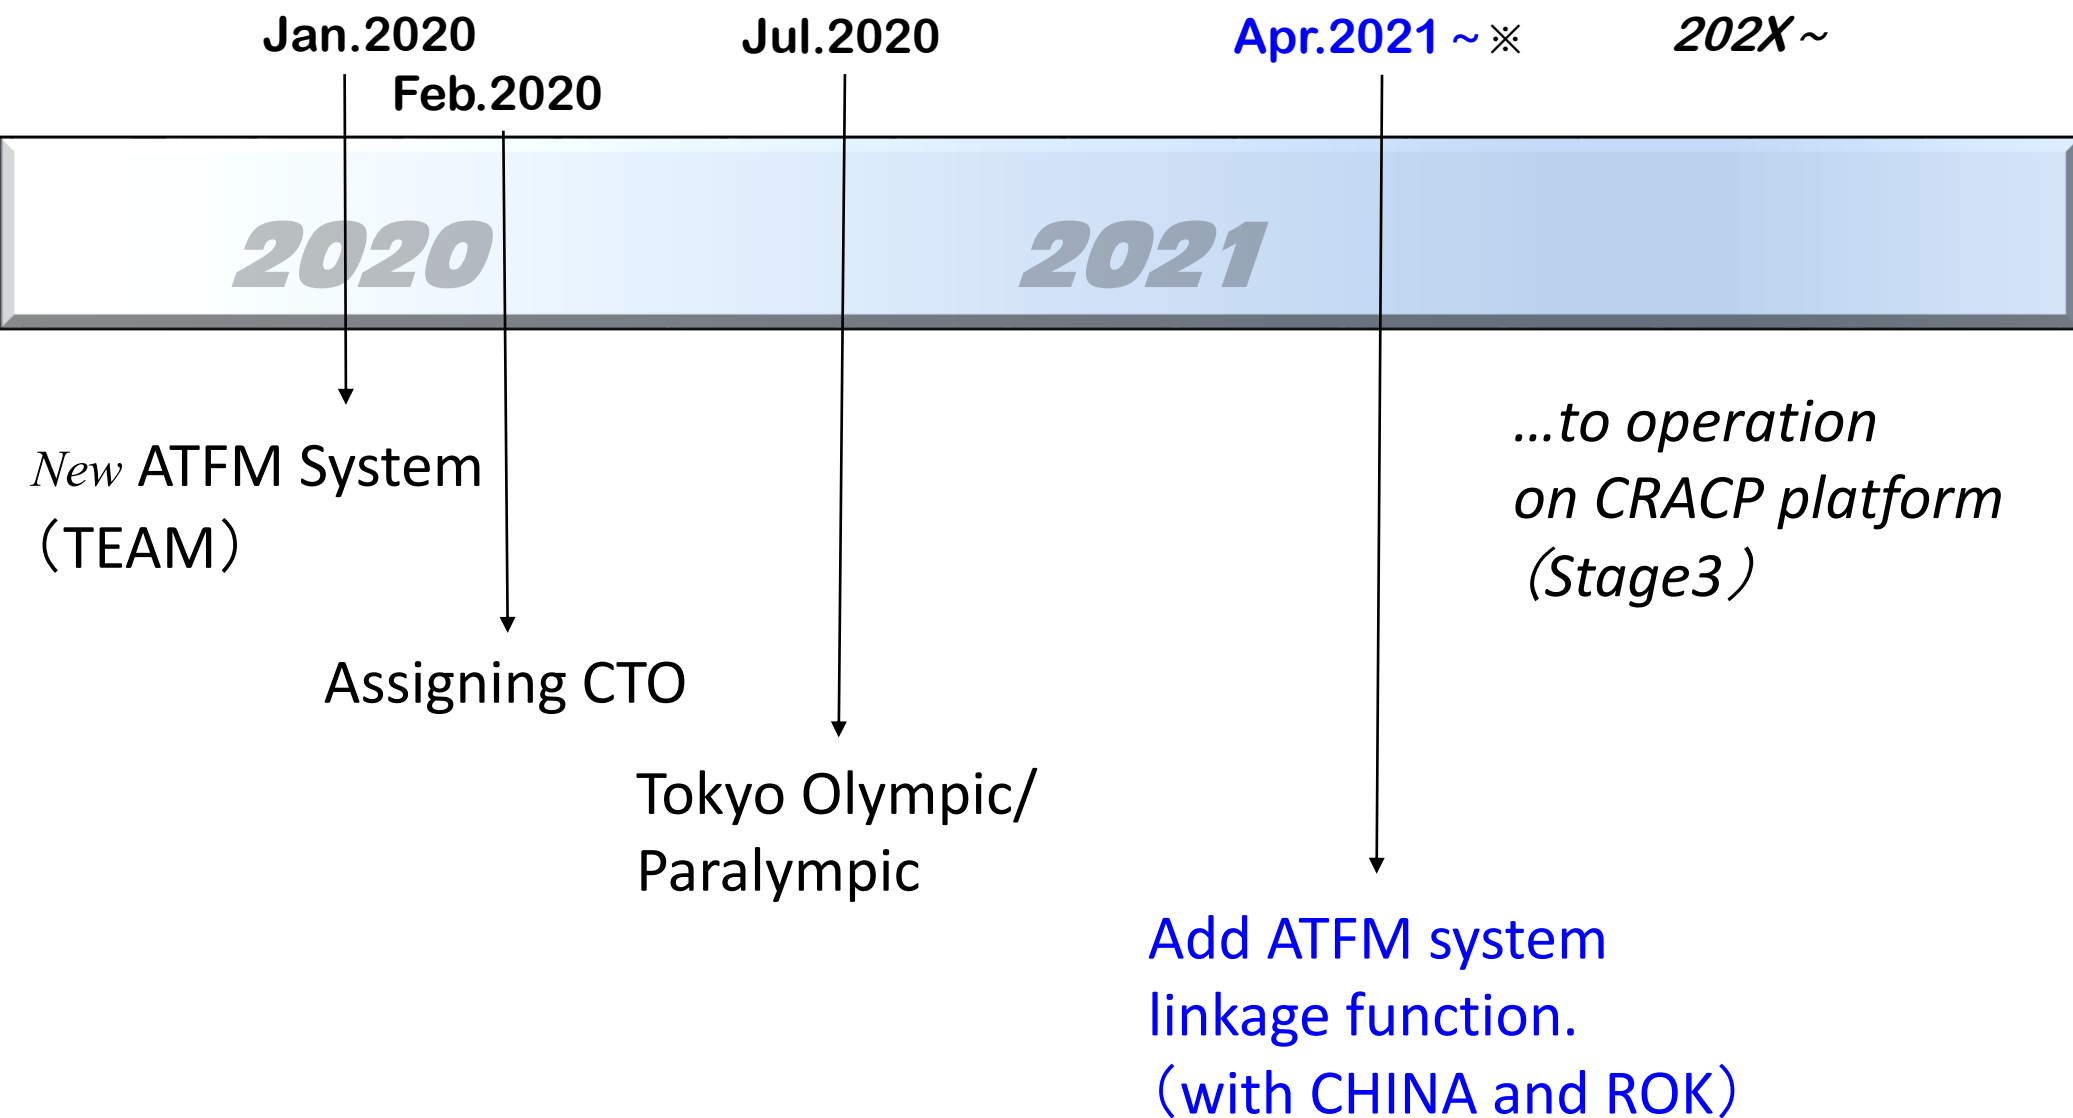 Jan.2020
Feb.2020
Jul.2020
Apr.2021～※
202X～
2020
2021
New ATFM System
（TEAM）
Assigning CTO
Tokyo Olympic/
Paralympic
Add ATFM system
linkage function.
（with CHINA and ROK）
…to operation
on CRACP platform
（Stage3）